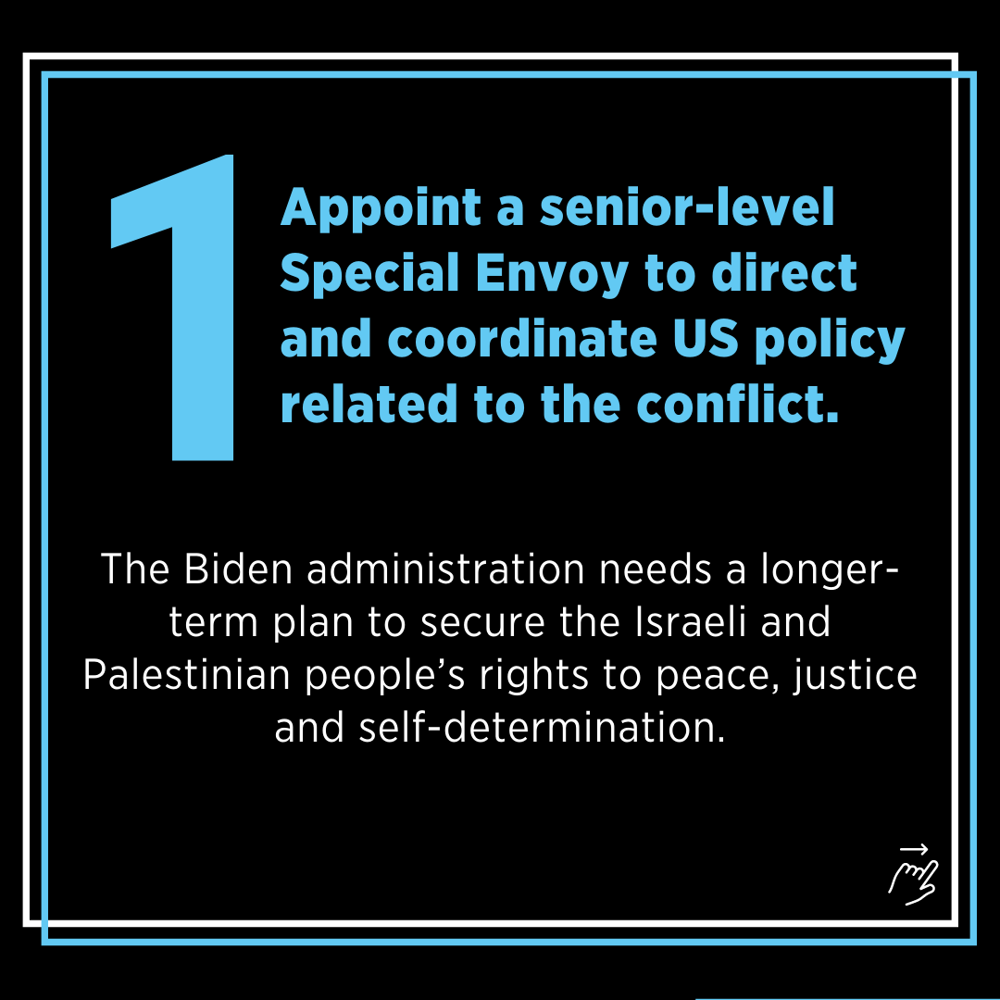 1
Appoint a senior-level
Special Envoy to direct
and coordinate US policy
related to the conflict.
The Biden administration needs a longer-
term plan to secure the Israeli and
Palestinian people’s rights to peace, justice
and self-determination.